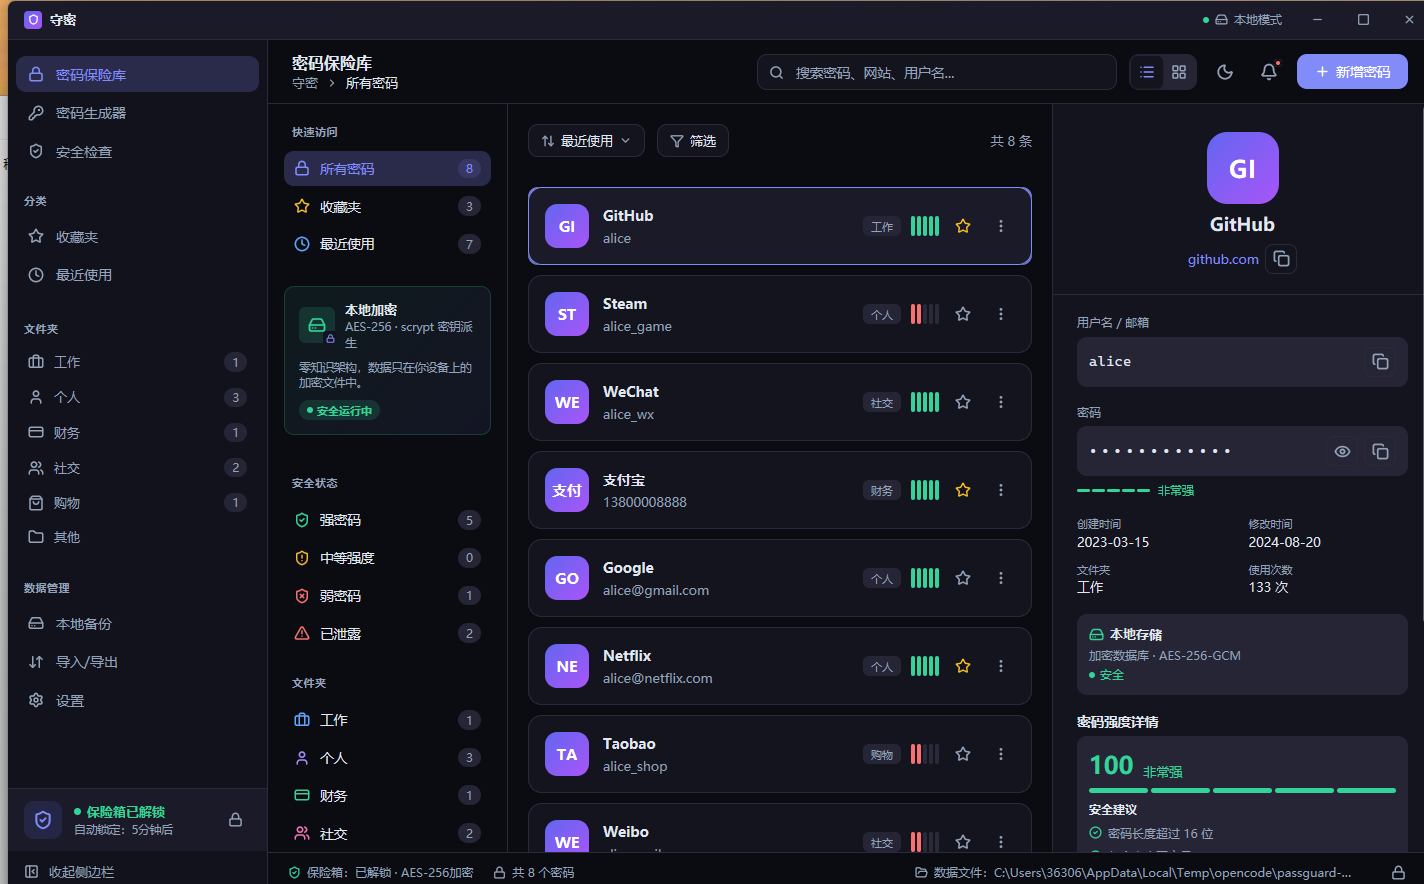 守密
本地模式
密码保险库
密码生成器
安全检查
分类
收藏夹
最近使用
文件夹
工作 1
个人 3
财务 1
社交 2
购物 1
其他
数据管理
本地备份
导入/导出
设置
保险箱已解锁
自动锁定：5分钟后
收起侧边栏
密码保险库
守密 > 所有密码
搜索密码、网站、用户名...
+ 新增密码
快速访问
所有密码 8
收藏夹 3
最近使用 7
本地加密
AES-256 · scrypt 密钥派
生
零知识架构，数据只在你设备上的
加密文件中。
安全运行中
安全状态
强密码 5
中等强度 0
弱密码 1
已泄露 2
文件夹
工作 1
个人 3
财务 1
社交 2
最近使用
筛选
共 8 条
GI
GitHub
alice
工作
ST
Steam
alice_game
个人
WE
WeChat
alice_wx
社交
支付
支付宝
13800008888
财务
GO
Google
alice@gmail.com
个人
NE
Netflix
alice@netflix.com
个人
TA
Taobao
alice_shop
购物
WE
Weibo
社交
GI
GitHub
github.com
用户名 / 邮箱
alice
密码
••••••••••••
非常强
创建时间
2023-03-15
修改时间
2024-08-20
文件夹
工作
使用次数
133 次
本地存储
加密数据库 · AES-256-GCM
安全
密码强度详情
100 非常强
安全建议
密码长度超过 16 位
保险箱：已解锁 · AES-256加密
共 8 个密码
数据文件：C:\Users\36306\AppData\Local\Temp\opencode\passguard-...